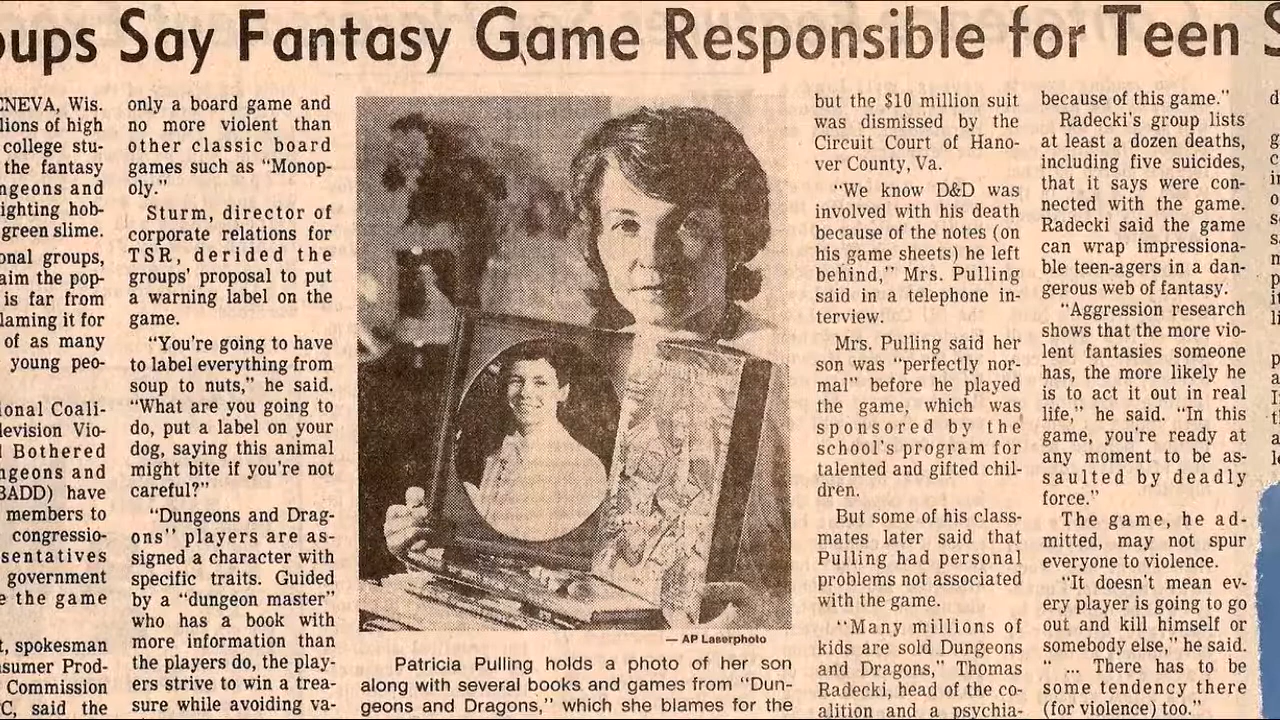 oups Say Fantasy Game Responsible for Teen S
ENEVA, Wis.
lions of high
college stu-
the fantasy
ngeons and
ighting hob-
green slime.
onal groups,
aim the pop-
is far from
laming it for
of as many
young peo-
ional Coali-
levision Vio-
Bothered
ngeons and
BADD) have
members to
congressio-
sentatives
government
e the game
t, spokesman
nsumer Prod-
Commission
C, said the
only a board game and
no more violent than
other classic board
games such as “Monop-
oly.”
Sturm, director of
corporate relations for
TSR, derided the
groups' proposal to put
a warning label on the
game.
“You're going to have
to label everything from
soup to nuts,” he said.
“What are you going to
do, put a label on your
dog, saying this animal
might bite if you're not
careful?”
“Dungeons and Drag-
ons” players are as-
signed a character with
specific traits. Guided
by a “dungeon master”
who has a book with
more information than
the players do, the play-
ers strive to win a trea-
sure while avoiding va-
— AP Laserphoto
Patricia Pulling holds a photo of her son
along with several books and games from “Dun-
geons and Dragons,” which she blames for the
but the $10 million suit
was dismissed by the
Circuit Court of Hano-
ver County, Va.
“We know D&D was
involved with his death
because of the notes (on
his game sheets) he left
behind,” Mrs. Pulling
said in a telephone in-
terview.
Mrs. Pulling said her
son was “perfectly nor-
mal” before he played
the game, which was
sponsored by the
school's program for
talented and gifted chil-
dren.
But some of his class-
mates later said that
Pulling had personal
problems not associated
with the game.
“Many millions of
kids are sold Dungeons
and Dragons,” Thomas
Radecki, head of the co-
alition and a psychia-
because of this game.”
Radecki's group lists
at least a dozen deaths,
including five suicides,
that it says were con-
nected with the game.
Radecki said the game
can wrap impressiona-
ble teen-agers in a dan-
gerous web of fantasy.
“Aggression research
shows that the more vio-
lent fantasies someone
has, the more likely he
is to act it out in real
life,” he said. “In this
game, you're ready at
any moment to be as-
saulted by deadly
force.”
The game, he ad-
mitted, may not spur
everyone to violence.
“It doesn't mean ev-
ery player is going to go
out and kill himself or
somebody else,” he said.
“ ... There has to be
some tendency there
(for violence) too.”